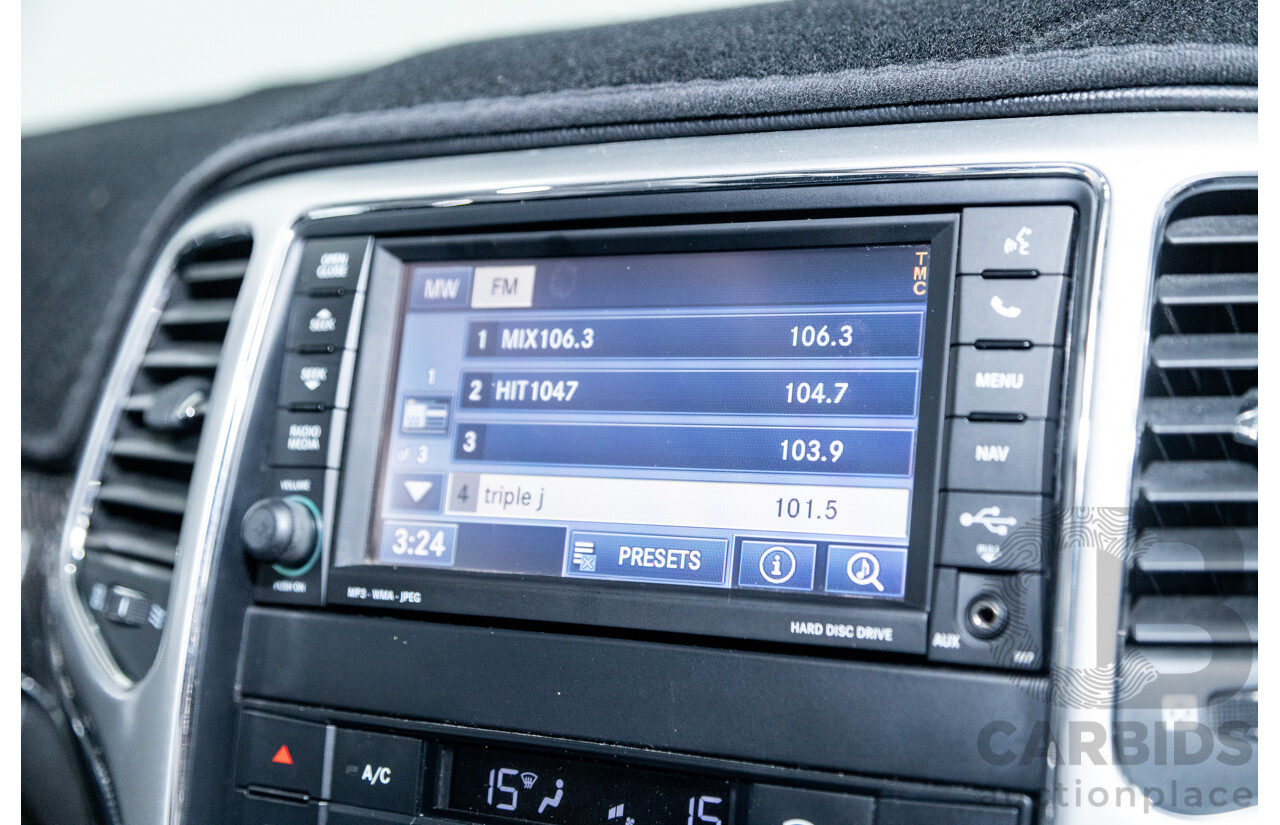 OPEN
CLOSE
SEEK
SEEK
RADIO
MEDIA
VOLUME
PUSH ON
MW FM
TMC
1 MIX106.3 106.3
2 HIT1047 104.7
3 103.9
4 triple j 101.5
1
of 3
3:24
PRESETS
i
MP3 - WMA - JPEG
HARD DISC DRIVE
MENU
NAV
AUX
A/C
15
15
CARBIDS
auctionplace